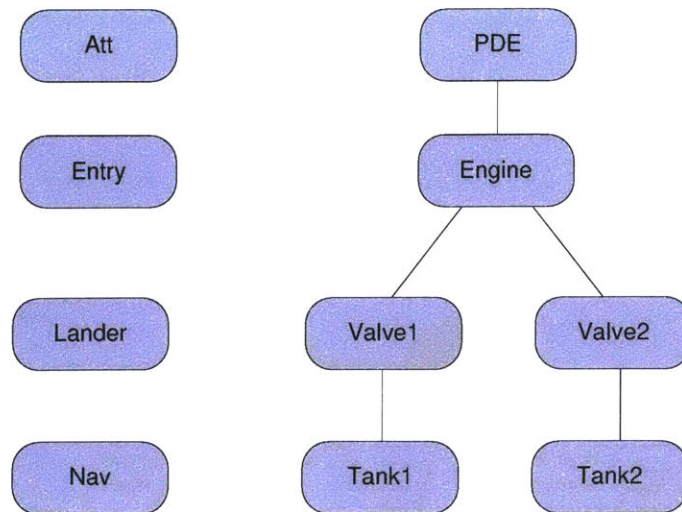 Att
PDE
Entry
Engine
Lander
Valve1
Valve2
Nav
Tank1
Tank2